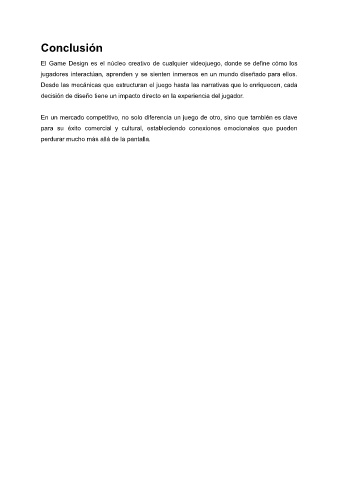 Conclusión
El Game Design es el núcleo creativo de cualquier videojuego, donde se define cómo los
jugadores interactúan, aprenden y se sienten inmersos en un mundo diseñado para ellos.
Desde las mecánicas que estructuran el juego hasta las narrativas que lo enriquecen, cada
decisión de diseño tiene un impacto directo en la experiencia del jugador.
En un mercado competitivo, no solo diferencia un juego de otro, sino que también es clave
para su éxito comercial y cultural, estableciendo conexiones emocionales que pueden
perdurar mucho más allá de la pantalla.